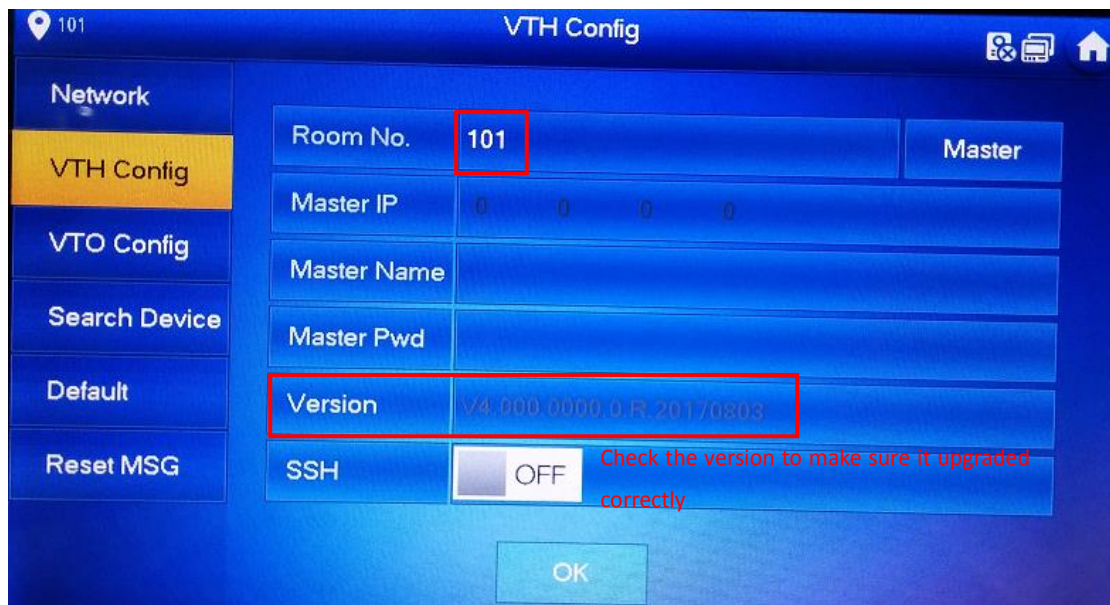 101
VTH Config
Network
VTH Config
VTO Config
Search Device
Default
Reset MSG
Room No. 101 Master
Master IP 0 0 0 0
Master Name
Master Pwd
Version V4.000.0000.0.R.20170803
SSH OFF
Check the version to make sure it upgraded
correctly
OK